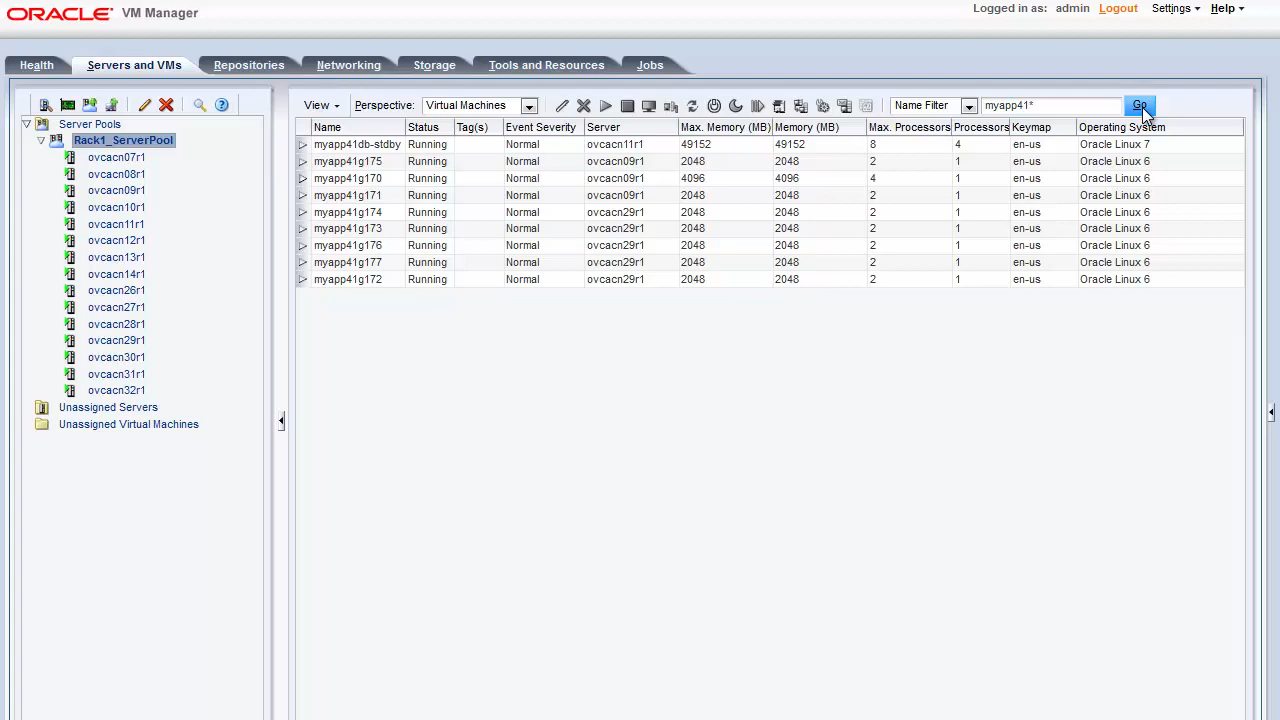 ORACLE VM Manager
Logged in as: admin Logout Settings Help
Health Servers and VMs Repositories Networking Storage Tools and Resources Jobs
View Perspective: Virtual Machines Name Filter myapp41* Go
Server Pools
Rack1_ServerPool
ovcacn07r1
ovcacn08r1
ovcacn09r1
ovcacn10r1
ovcacn11r1
ovcacn12r1
ovcacn13r1
ovcacn14r1
ovcacn26r1
ovcacn27r1
ovcacn28r1
ovcacn29r1
ovcacn30r1
ovcacn31r1
ovcacn32r1
Unassigned Servers
Unassigned Virtual Machines
Name Status Tag(s) Event Severity Server Max. Memory (MB) Memory (MB) Max. Processors Processors Keymap Operating System
myapp41db-stdby Running Normal ovcacn11r1 49152 49152 8 4 en-us Oracle Linux 7
myapp41g175 Running Normal ovcacn09r1 2048 2048 2 1 en-us Oracle Linux 6
myapp41g170 Running Normal ovcacn09r1 4096 4096 4 1 en-us Oracle Linux 6
myapp41g171 Running Normal ovcacn09r1 2048 2048 2 1 en-us Oracle Linux 6
myapp41g174 Running Normal ovcacn29r1 2048 2048 2 1 en-us Oracle Linux 6
myapp41g173 Running Normal ovcacn29r1 2048 2048 2 1 en-us Oracle Linux 6
myapp41g176 Running Normal ovcacn29r1 2048 2048 2 1 en-us Oracle Linux 6
myapp41g177 Running Normal ovcacn29r1 2048 2048 2 1 en-us Oracle Linux 6
myapp41g172 Running Normal ovcacn29r1 2048 2048 2 1 en-us Oracle Linux 6